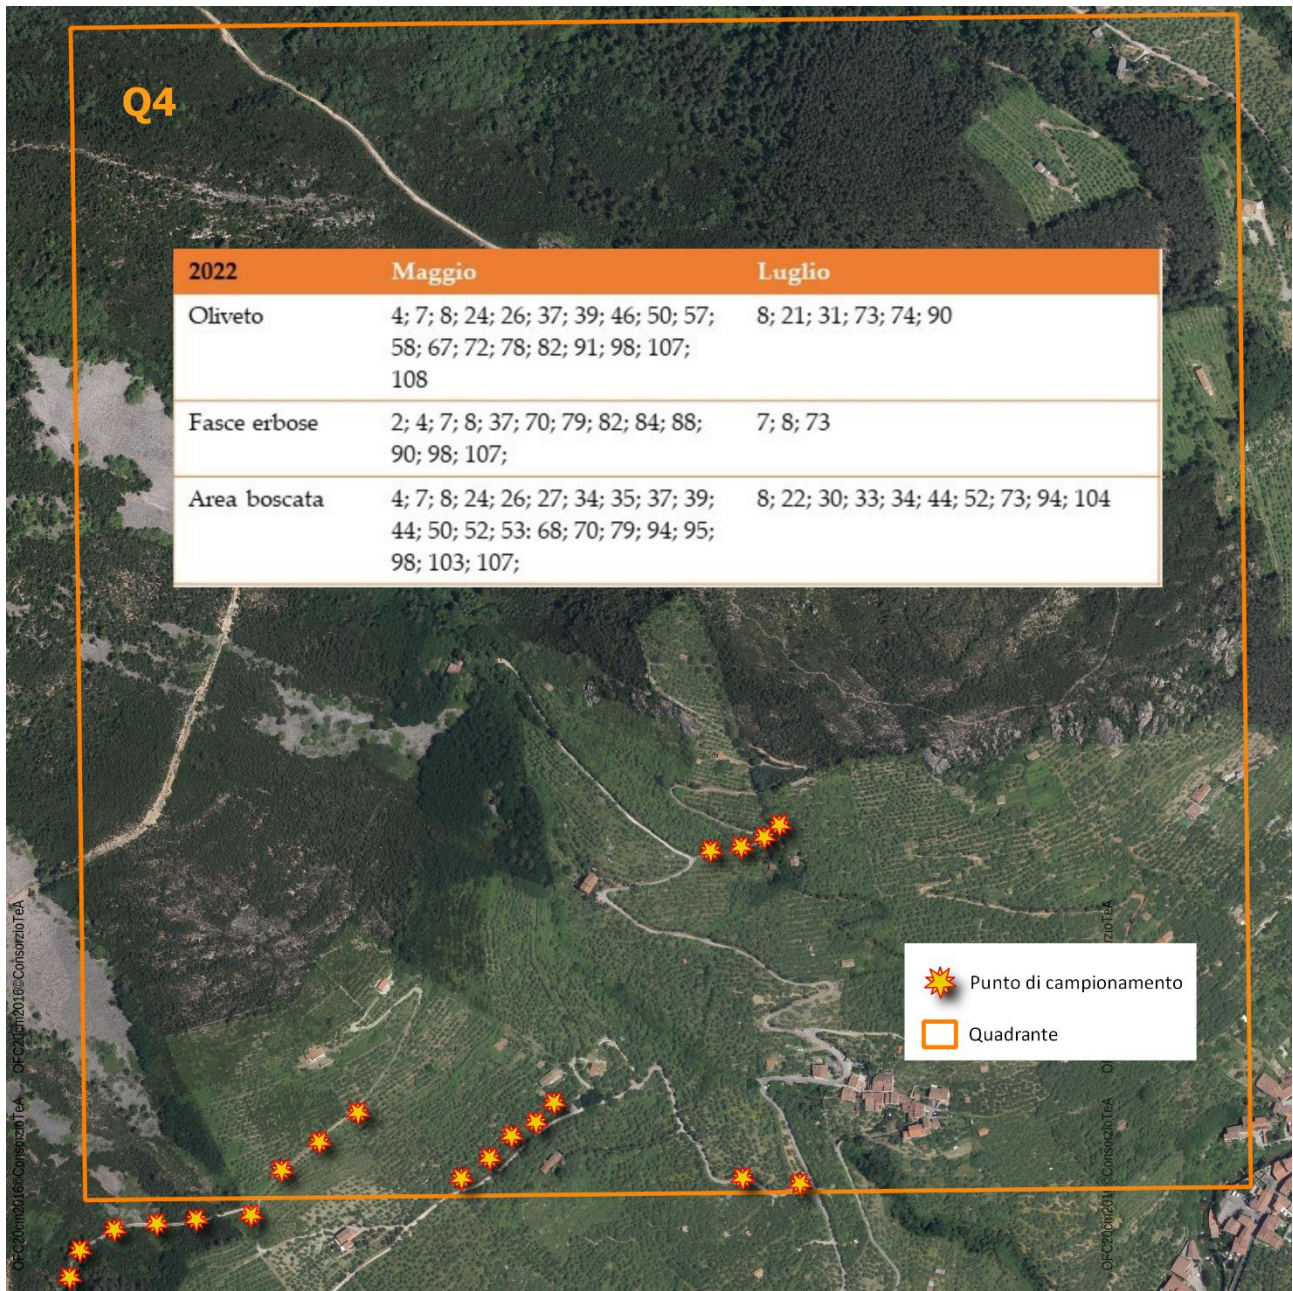 Q4
2022 Maggio Luglio
Oliveto 4; 7; 8; 24; 26; 37; 39; 46; 50; 57; 8; 21; 31; 73; 74; 90
58; 67; 72; 78; 82; 91; 98; 107;
108
Fasce erbose 2; 4; 7; 8; 37; 70; 79; 82; 84; 88; 7; 8; 73
90; 98; 107;
Area boscata 4; 7; 8; 24; 26; 27; 34; 35; 37; 39; 8; 22; 30; 33; 34; 44; 52; 73; 94; 104
44; 50; 52; 53: 68; 70; 79; 94; 95;
98; 103; 107;
OFC20cm2016©ConsorzioTeA
Punto di campionamento
Quadrante
OFC20cm2016©ConsorzioTeA